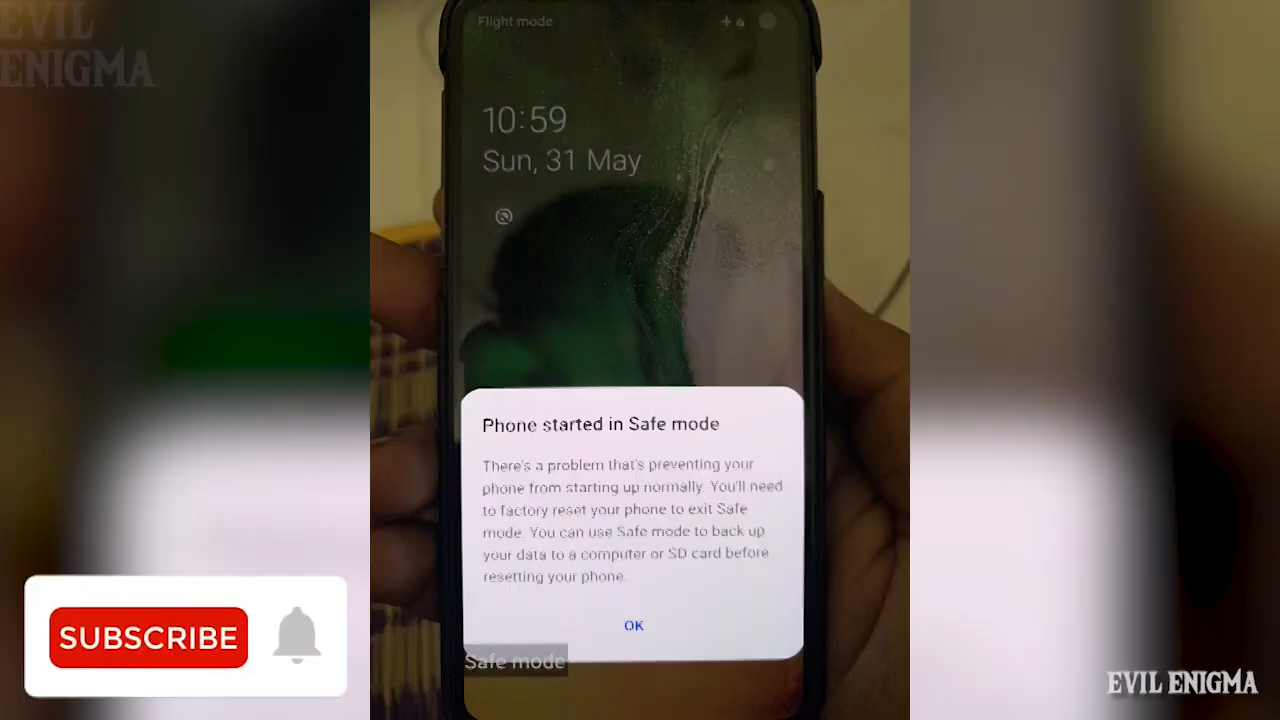 EVIL
ENIGMA
Flight mode
10:59
Sun, 31 May
Phone started in Safe mode
There's a problem that's preventing your
phone from starting up normally. You'll need
to factory reset your phone to exit Safe
mode. You can use Safe mode to back up
your data to a computer or SD card before
resetting your phone.
OK
Safe mode
SUBSCRIBE
EVIL ENIGMA